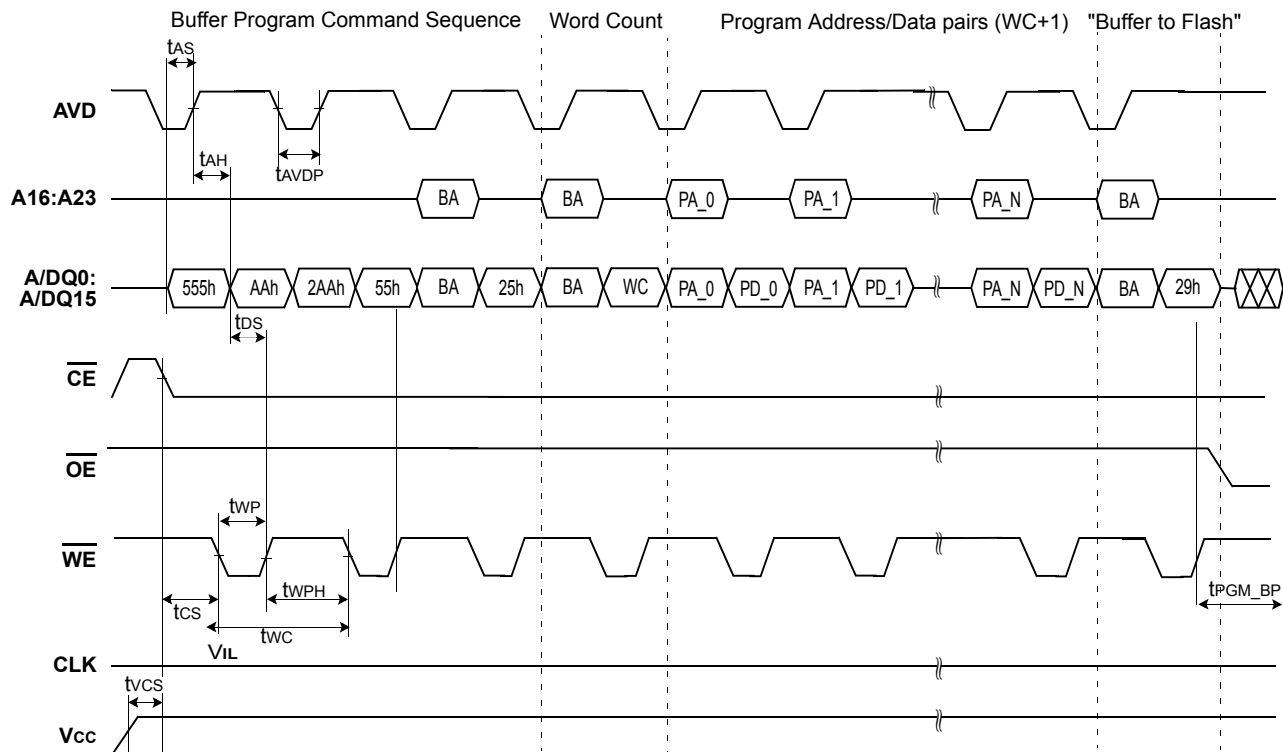 Buffer Program Command Sequence Word Count Program Address/Data pairs (WC+1) "Buffer to Flash"
tAS
AVD
tAH
tAVDP
A16:A23
BA BA PA_0 PA_1 PA_N BA
A/DQ0:
A/DQ15
555h AAh 2AAh 55h BA 25h BA WC PA_0 PD_0 PA_1 PD_1 PA_N PD_N BA 29h
tDS
CE
OE
tWP
WE
tWPH
tCS
tPGM_BP
tWC
VIL
CLK
tVCS
Vcc